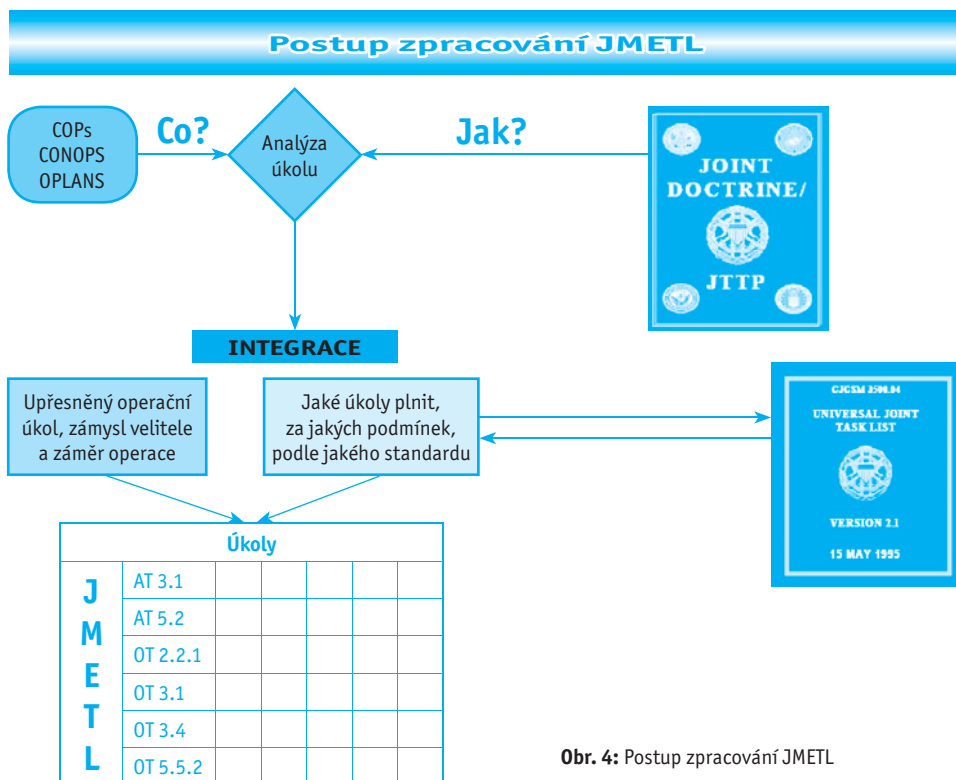 Postup zpracování JMETL
COPs
CONOPS
OPLANS
Co?
Analýza
úkolu
Jak?
JOINT
DOCTRINE/
JTTP
INTEGRACE
Upřesněný operační
úkol, zámysl velitele
a záměr operace
Jaké úkoly plnit,
za jakých podmínek,
podle jakého standardu
CJCSM 3500.04
UNIVERSAL JOINT
TASK LIST
VERSION 2.1
15 MAY 1995
Úkoly
J
M
E
T
L
AT 3.1
AT 5.2
OT 2.2.1
OT 3.1
OT 3.4
OT 5.5.2
Obr. 4: Postup zpracování JMETL